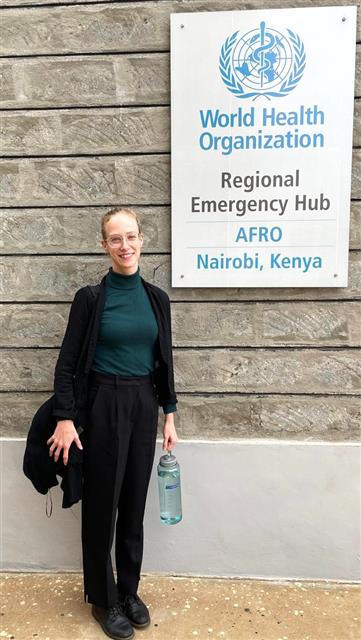 World Health
Organization
Regional
Emergency Hub
AFRO
Nairobi, Kenya